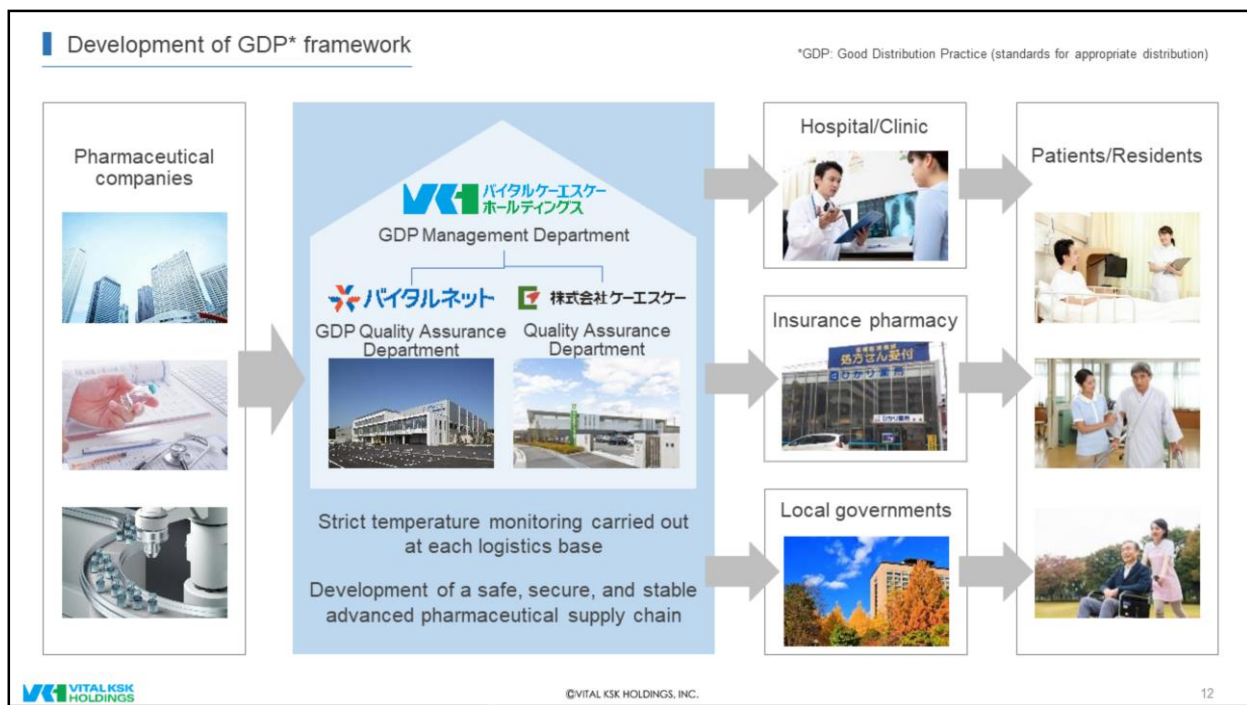 Development of GDP* framework
*GDP: Good Distribution Practice (standards for appropriate distribution)
Pharmaceutical
companies
バイタルケーエスケー
ホールディングス
GDP Management Department
バイタルネット
GDP Quality Assurance
Department
株式会社ケーエスケー
Quality Assurance
Department
Strict temperature monitoring carried out
at each logistics base
Development of a safe, secure, and stable
advanced pharmaceutical supply chain
Hospital/Clinic
Insurance pharmacy
処方せん受付
ひかり薬局
Local governments
Patients/Residents
VITAL KSK
HOLDINGS
©VITAL KSK HOLDINGS, INC.
12